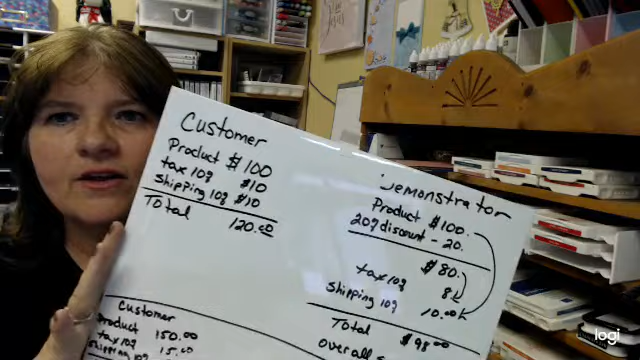 Customer
Product $100
tax 10% $10
Shipping 10% $10
Total 120.00
Demonstrator
Product $100.
20% discount - 20.
$80.
tax 10% 8.
Shipping 10% 10.00
Total $98.00
overall
Customer
Product 150.00
tax 10% 15.00
Shipping 10%
logi